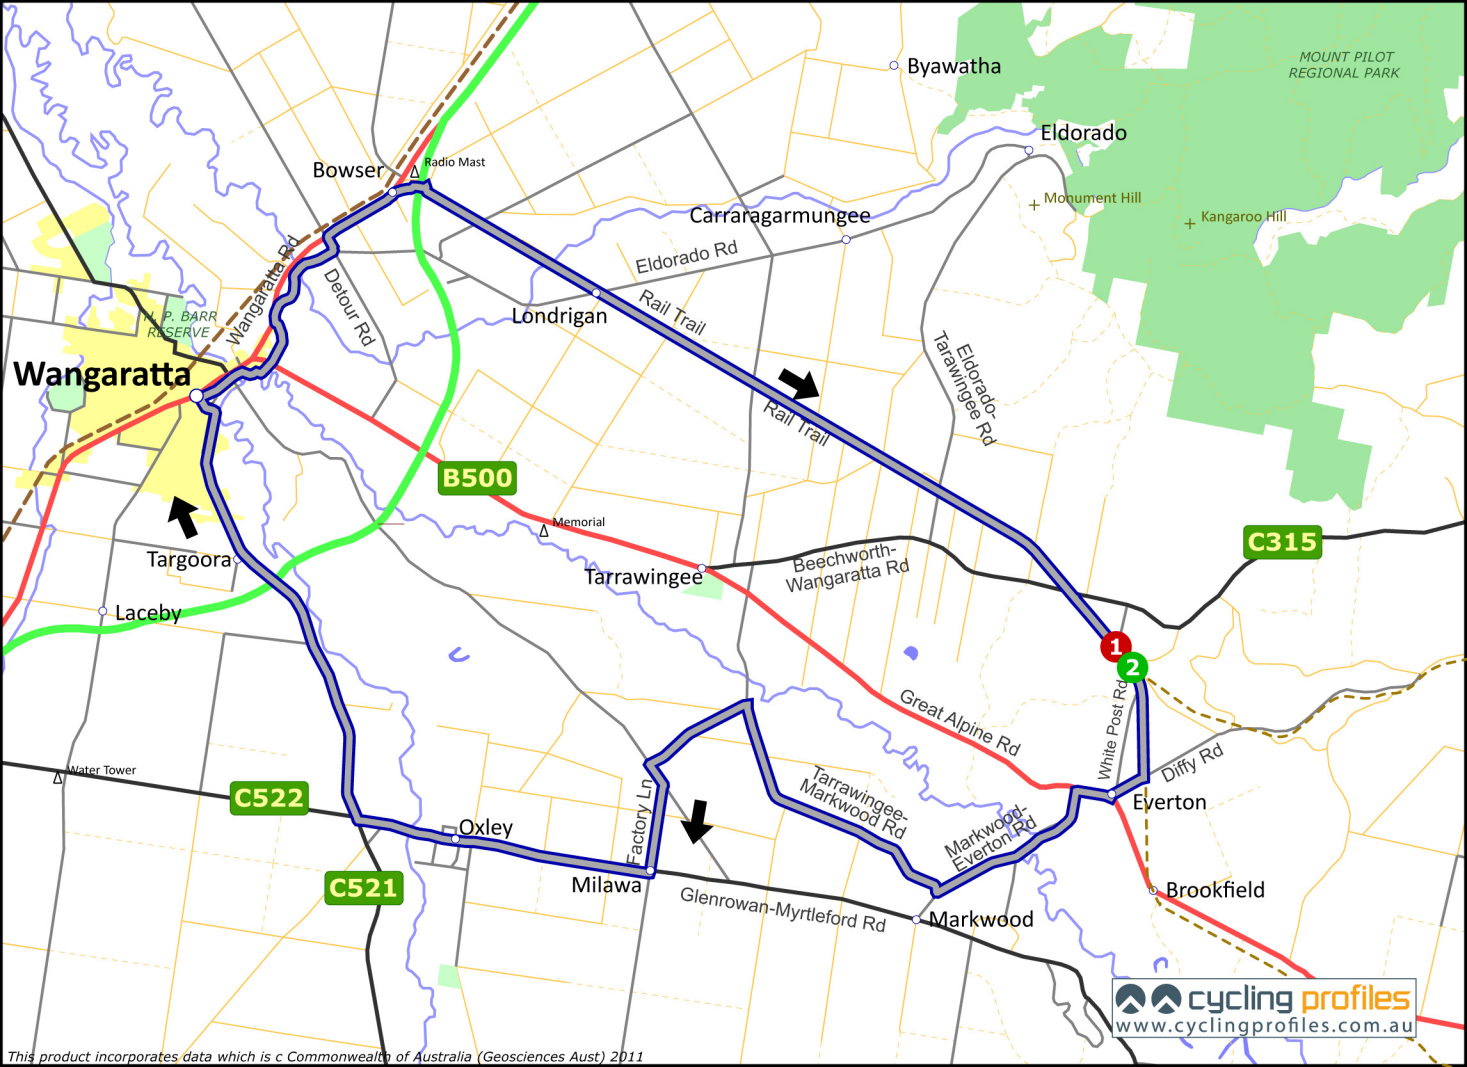 MOUNT PILOT
REGIONAL PARK
Byawatha
Eldorado
Radio Mast
Bowser
Monument Hill
Carraragarmungee
Kangaroo Hill
Wangaratta Rd
Eldorado Rd
Detour Rd
Rail Trail
Londrigan
N. P. BARR
RESERVE
Wangaratta
Eldorado-
Tarawingee Rd
Rail Trail
B500
Memorial
C315
Targoora
Beechworth-
Wangaratta Rd
Tarrawingee
Laceby
1
2
Great Alpine Rd
White Post Rd
Diffy Rd
Water Tower
C522
Tarrawingee-
Markwood Rd
Everton
Factory Ln
Oxley
Markwood-
Everton Rd
C521
Milawa
Brookfield
Glenrowan-Myrtleford Rd
Markwood
cycling profiles
www.cyclingprofiles.com.au
This product incorporates data which is c Commonwealth of Australia (Geosciences Aust) 2011